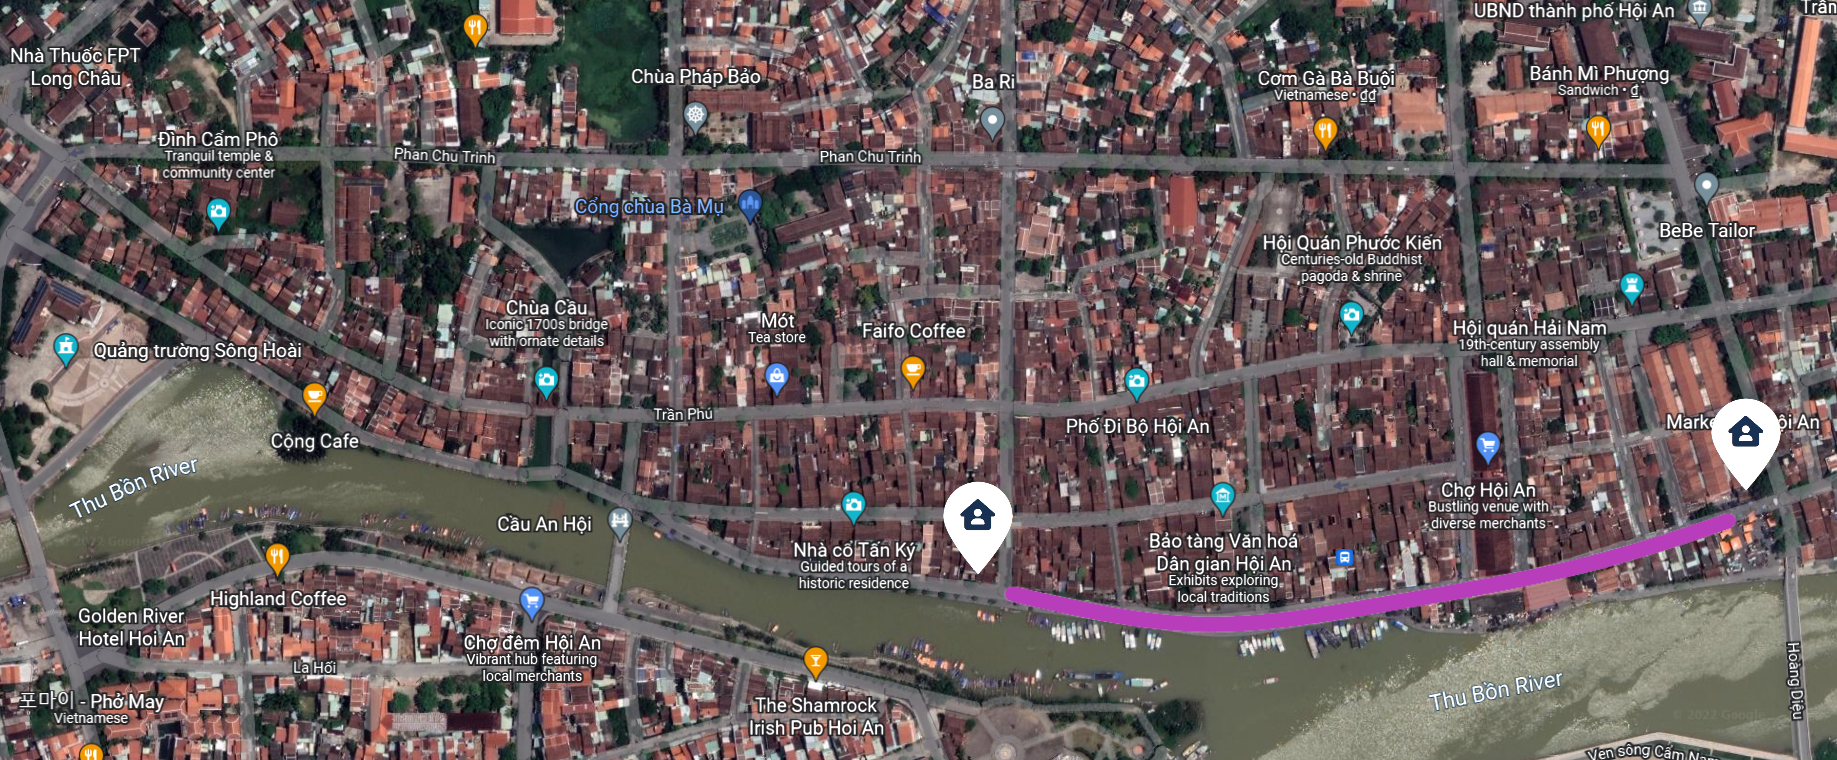 UBND thành phố Hội An
Nhà Thuốc FPT
Long Châu
Chùa Pháp Bảo
Ba Ri
Cơm Gà Bà Buội
Vietnamese • ₫₫
Bánh Mì Phượng
Sandwich • ₫
Đình Cẩm Phô
Tranquil temple &
community center
Phan Chu Trinh
Phan Chu Trinh
Cổng chùa Bà Mụ
BeBe Tailor
Hội Quán Phước Kiến
Centuries-old Buddhist
pagoda & shrine
Chùa Cầu
Iconic 1700s bridge
with ornate details
Mót
Tea store
Faifo Coffee
Hội quán Hải Nam
19th-century assembly
hall & memorial
Quảng trường Sông Hoài
Trần Phú
Phố Đi Bộ Hội An
Cộng Cafe
Thu Bồn River
Chợ Hội An
Bustling venue with
diverse merchants
Cầu An Hội
Nhà cổ Tấn Ký
Guided tours of a
historic residence
Bảo tàng Văn hoá
Dân gian Hội An
Exhibits exploring
local traditions
Highland Coffee
Golden River
Hotel Hoi An
Chợ đêm Hội An
Vibrant hub featuring
local merchants
La Hối
포마이 - Phở May
Vietnamese
The Shamrock
Irish Pub Hoi An
Thu Bồn River
Hoàng Diệu
Ven sông Cẩm Nam